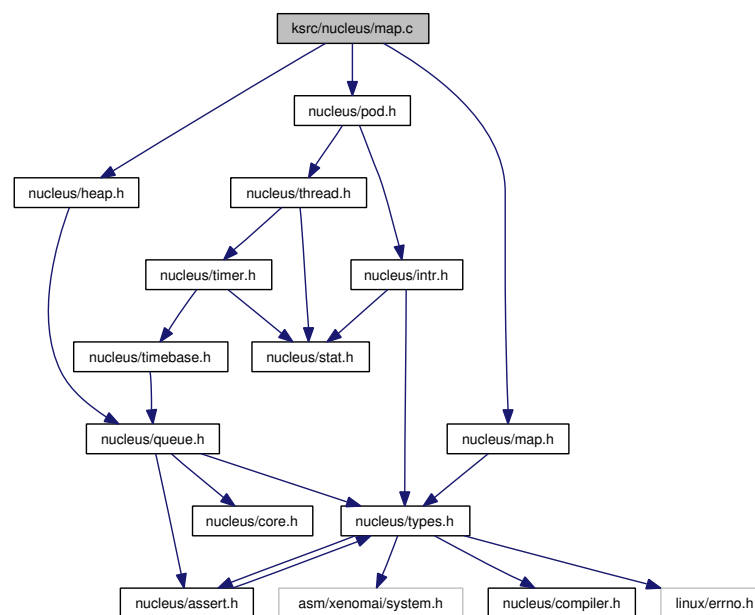 ksrc/nucleus/map.c
nucleus/pod.h
nucleus/heap.h
nucleus/thread.h
nucleus/timer.h
nucleus/intr.h
nucleus/timebase.h
nucleus/stat.h
nucleus/queue.h
nucleus/map.h
nucleus/core.h
nucleus/types.h
nucleus/assert.h
asm/xenomai/system.h
nucleus/compiler.h
linux/errno.h